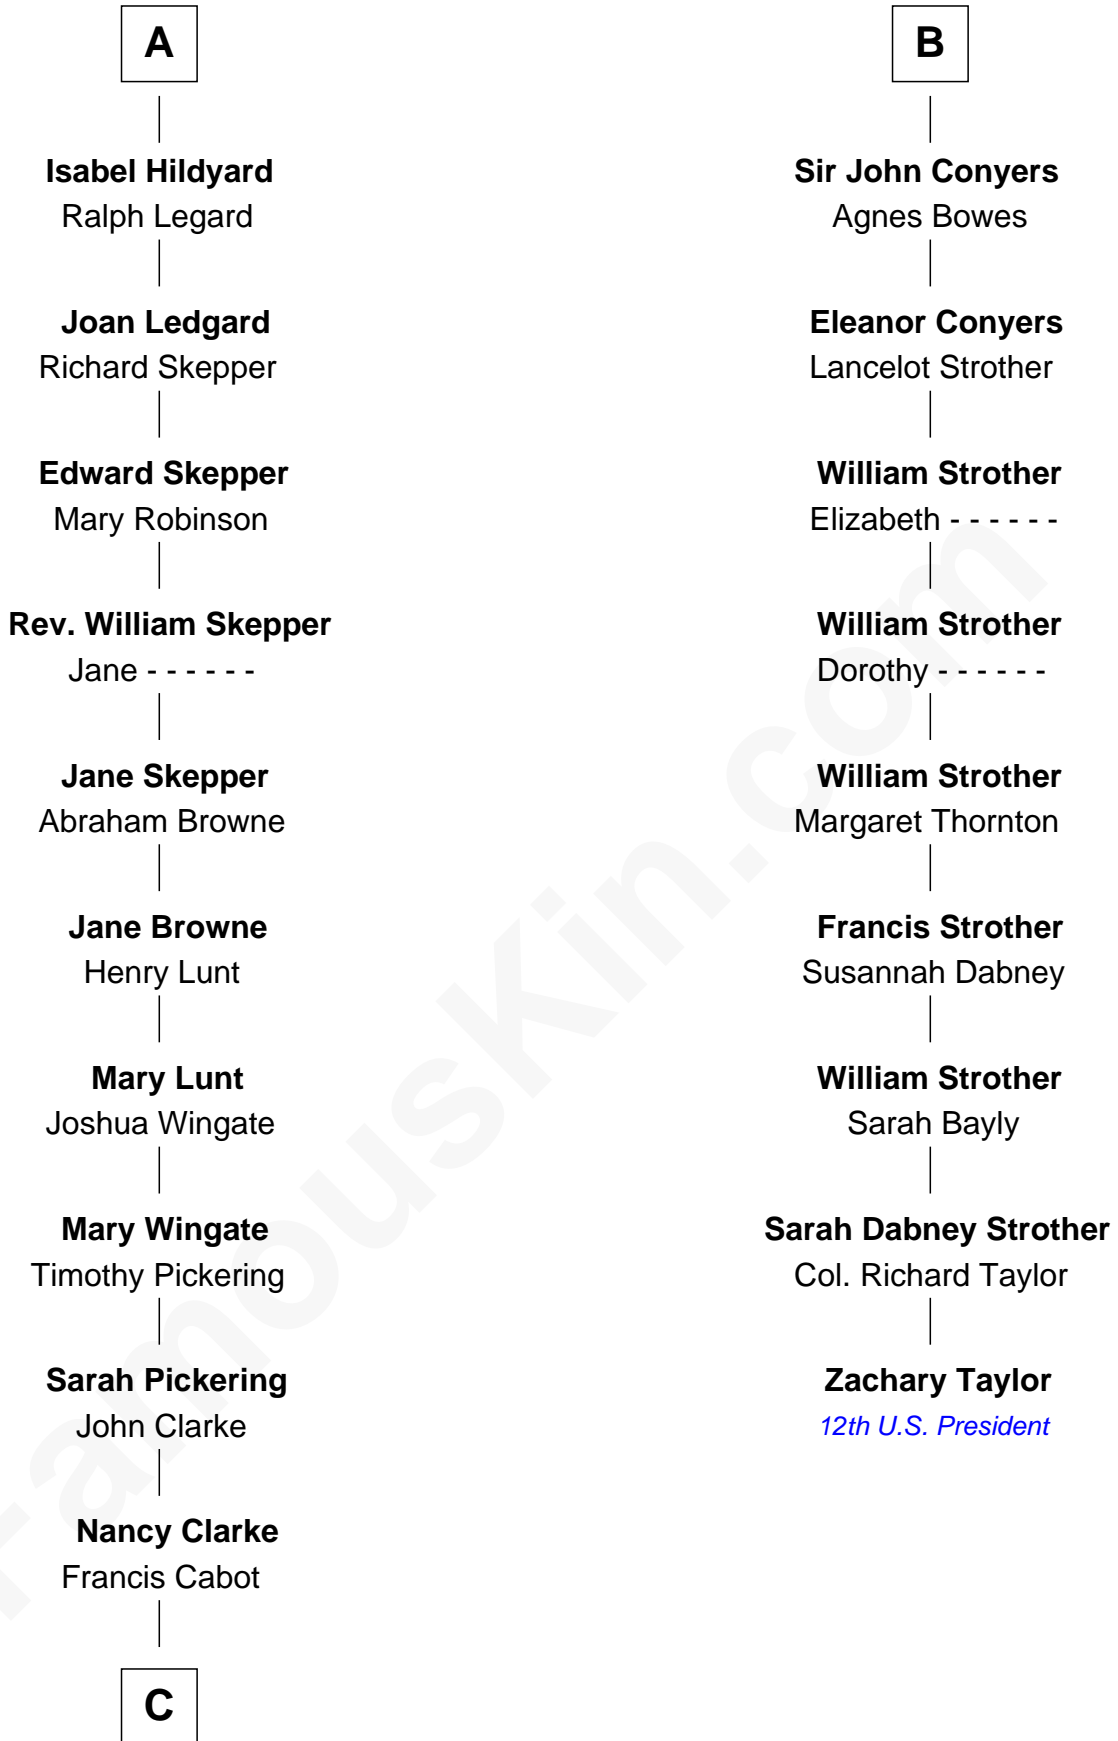 A
Isabel Hildyard
Ralph Legard
Joan Ledgard
Richard Skepper
Edward Skepper
Mary Robinson
Rev. William Skepper
Jane - - - - - -
Jane Skepper
Abraham Browne
Jane Browne
Henry Lunt
Mary Lunt
Joshua Wingate
Mary Wingate
Timothy Pickering
Sarah Pickering
John Clarke
Nancy Clarke
Francis Cabot
C
B
Sir John Conyers
Agnes Bowes
Eleanor Conyers
Lancelot Strother
William Strother
Elizabeth - - - - - -
William Strother
Dorothy - - - - - -
William Strother
Margaret Thornton
Francis Strother
Susannah Dabney
William Strother
Sarah Bayly
Sarah Dabney Strother
Col. Richard Taylor
Zachary Taylor
12th U.S. President
FamousKin.com